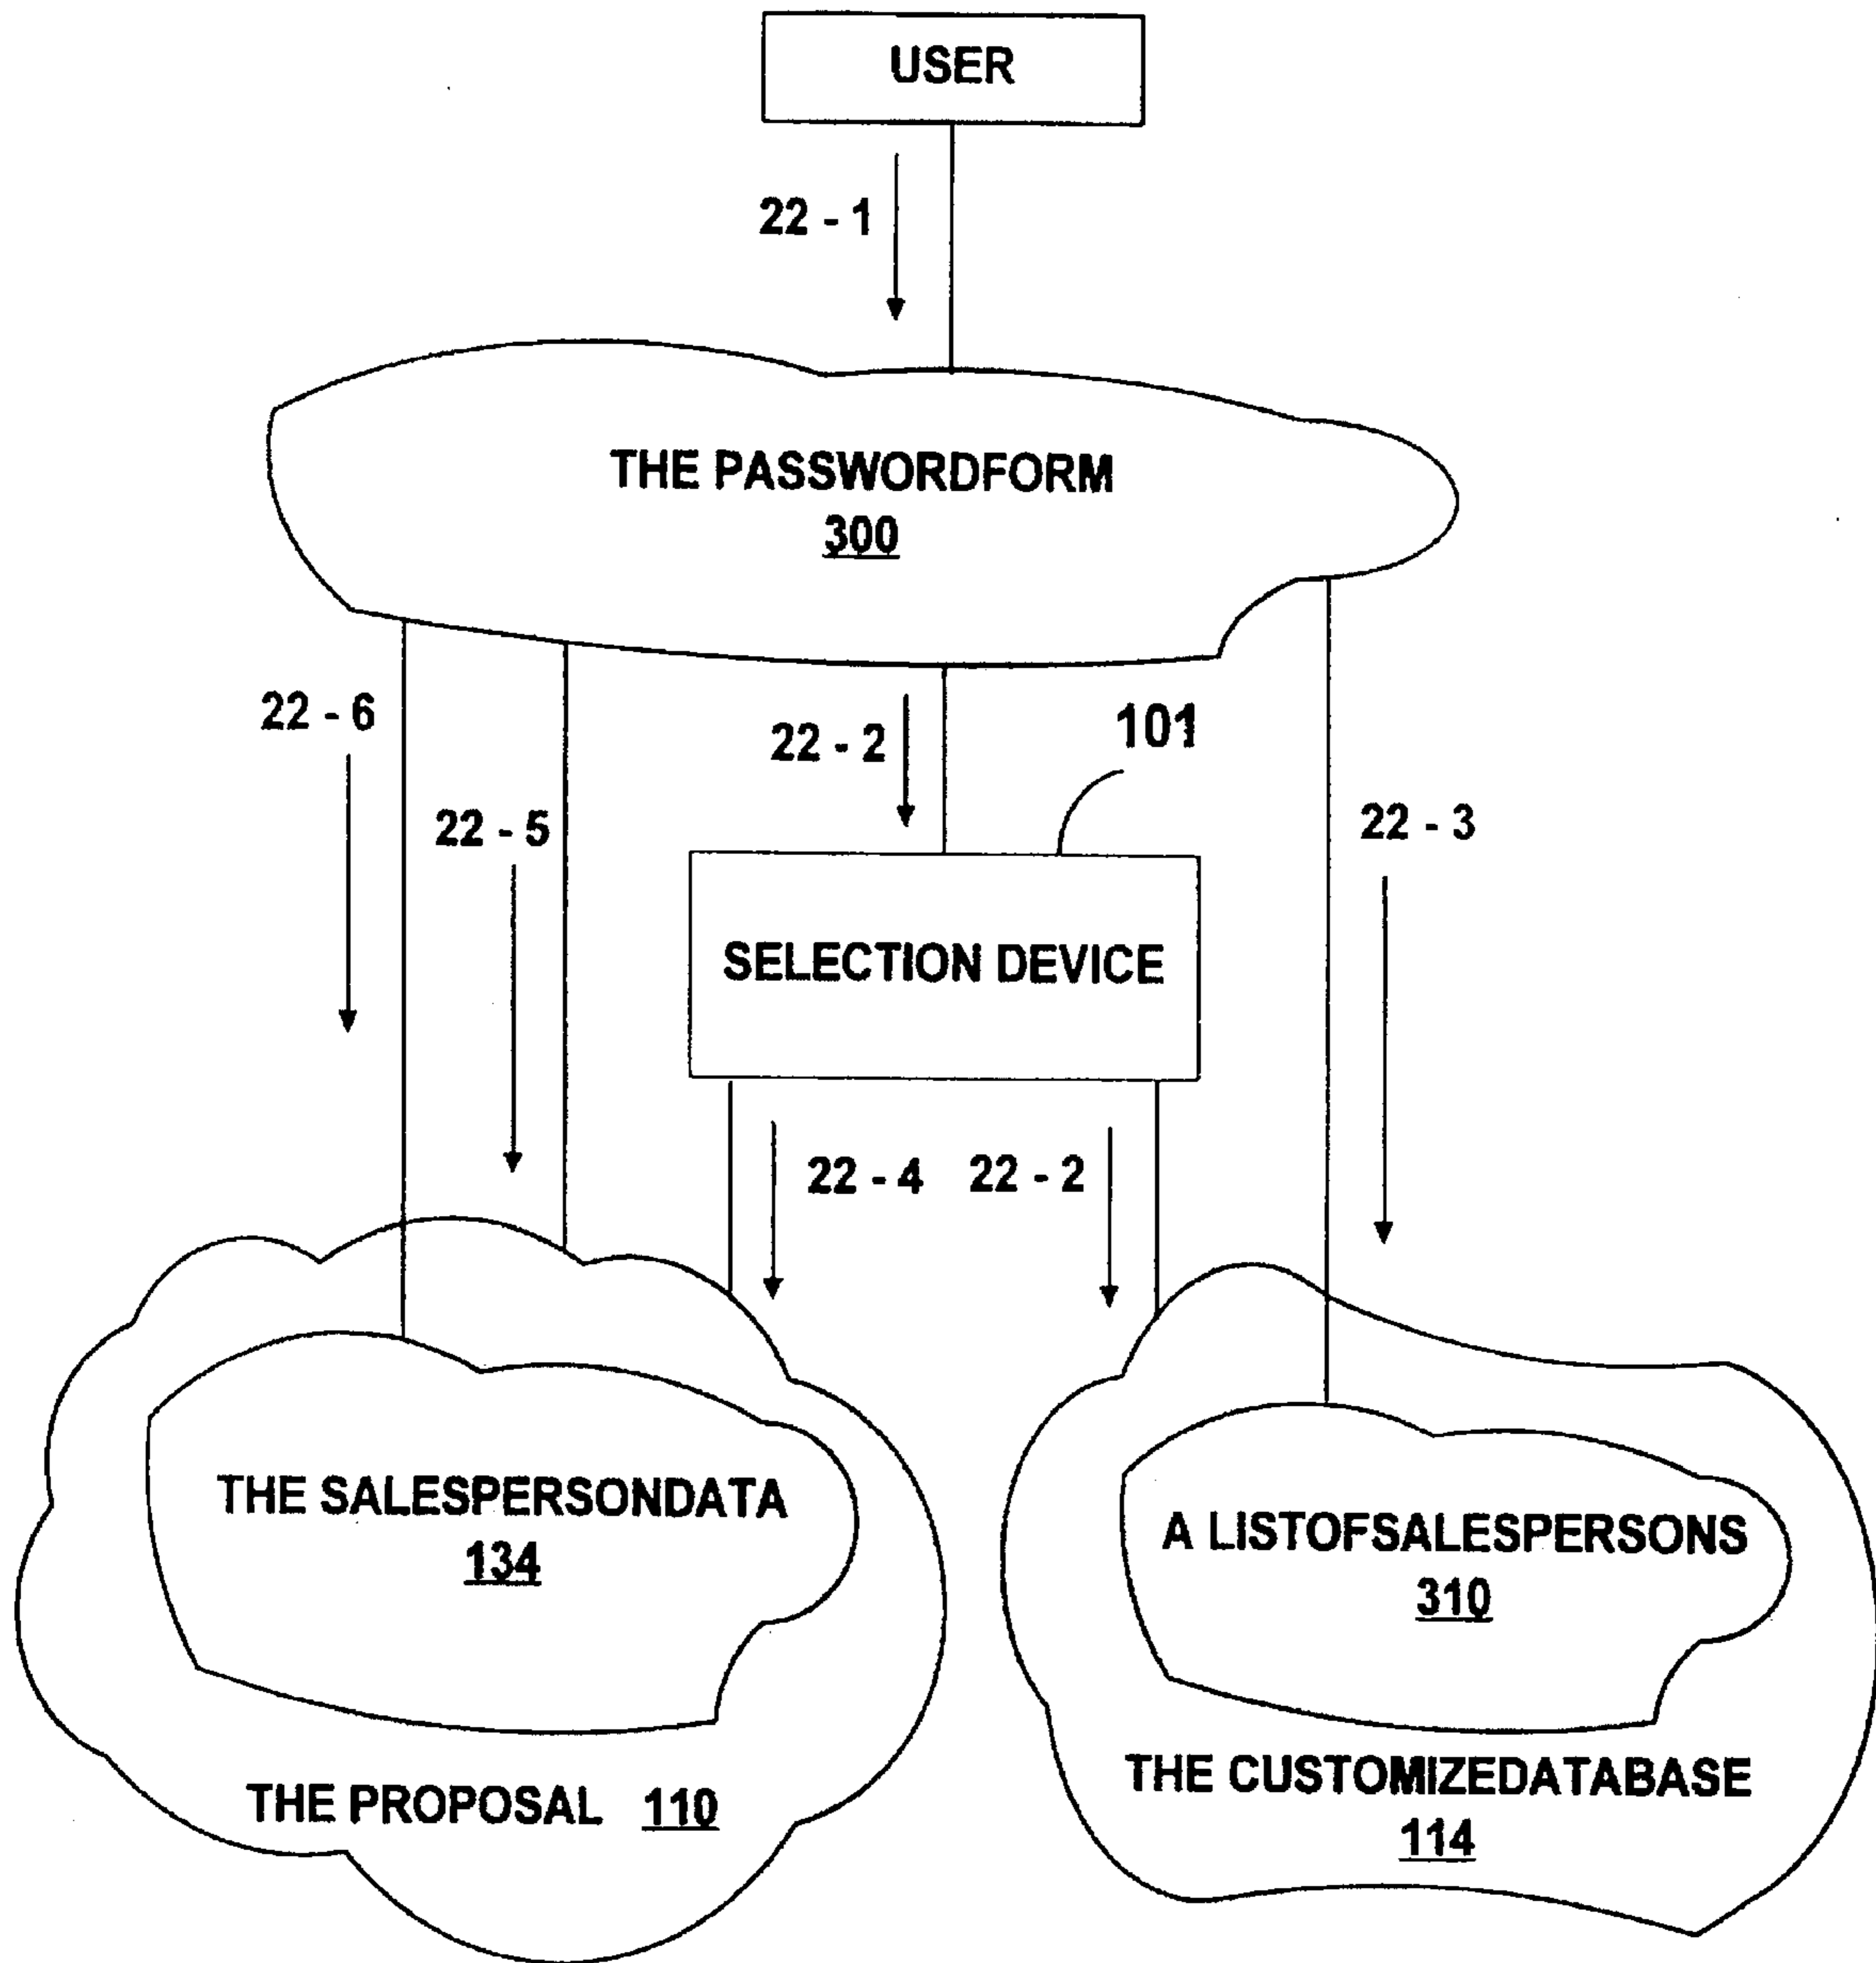 USER
22 - 1
THE PASSWORDFORM
300
22 - 6
22 - 2
101
22 - 5
22 - 3
SELECTION DEVICE
22 - 4
22 - 2
THE SALESPERSONDATA
134
A LISTOFSALESPERSONS
310
THE PROPOSAL 110
THE CUSTOMIZEDATABASE
114